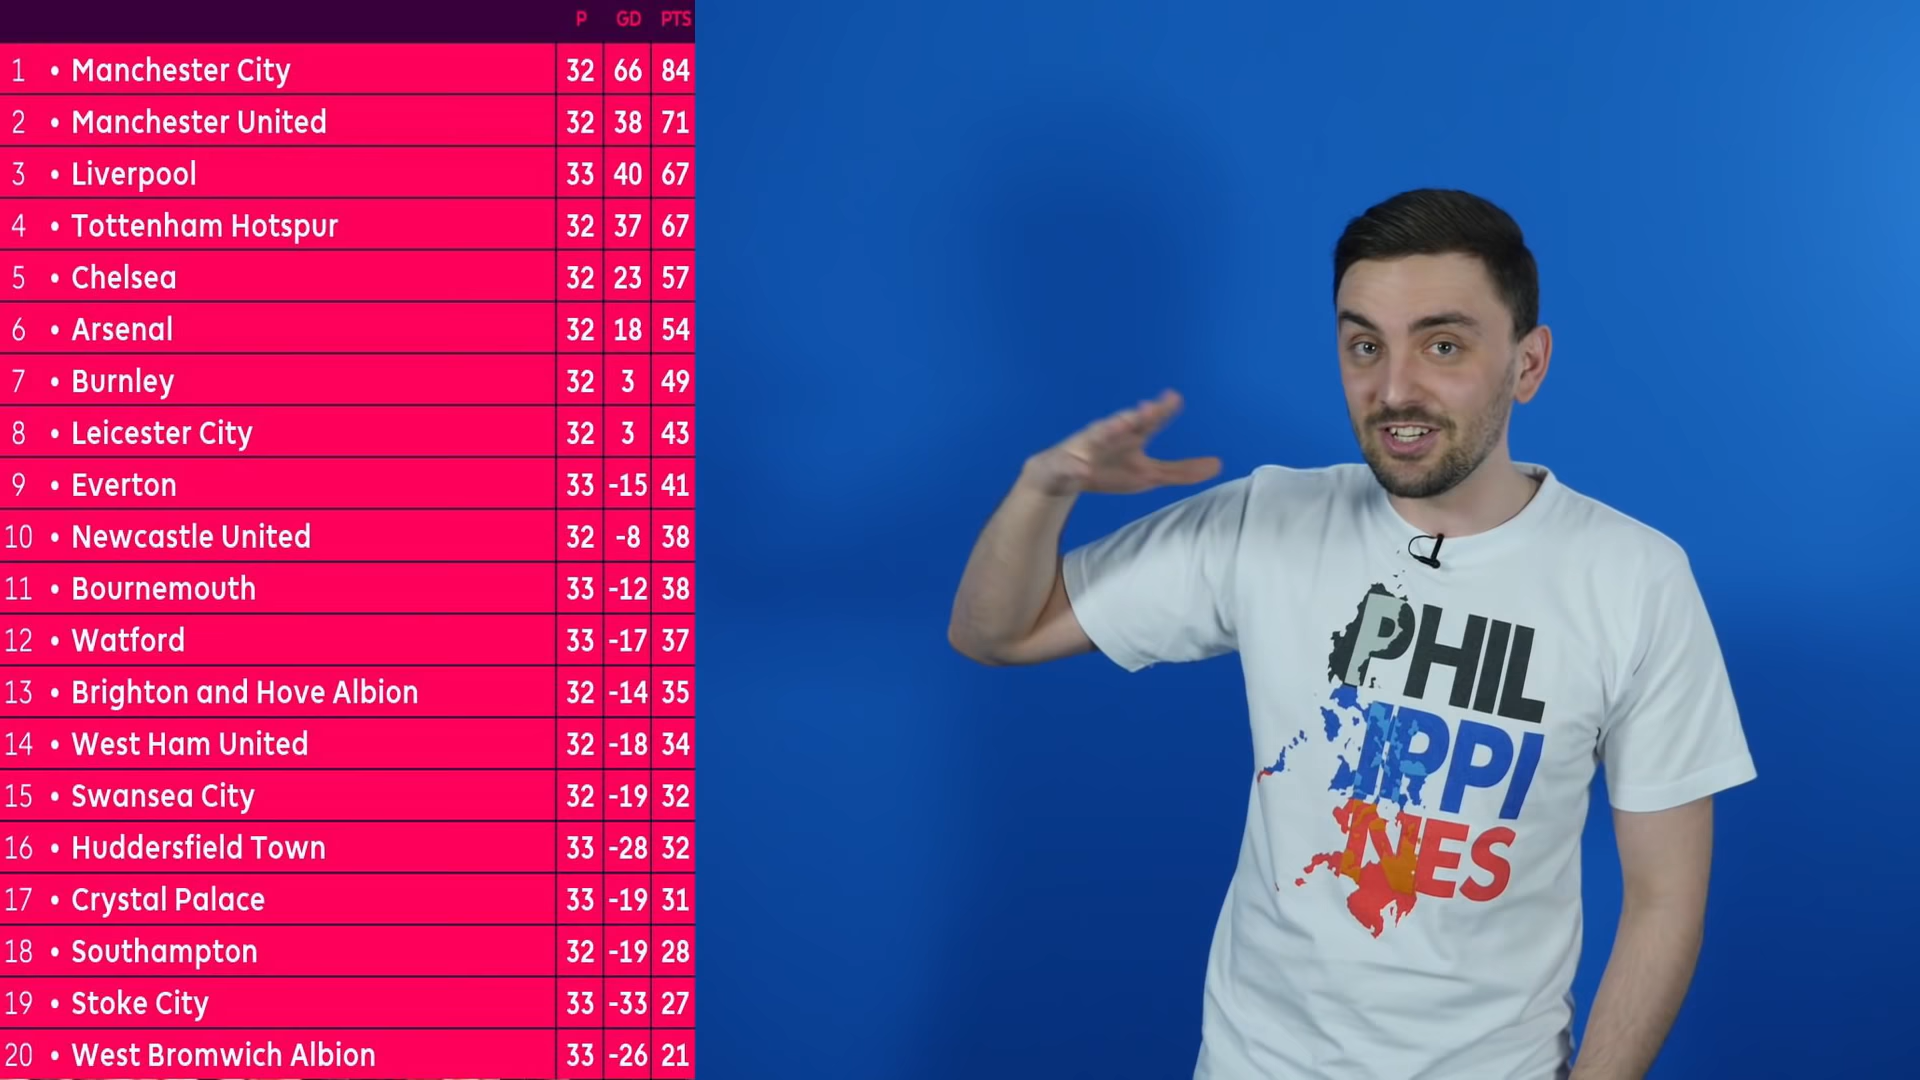 P GD PTS
1 • Manchester City 32 66 84
2 • Manchester United 32 38 71
3 • Liverpool 33 40 67
4 • Tottenham Hotspur 32 37 67
5 • Chelsea 32 23 57
6 • Arsenal 32 18 54
7 • Burnley 32 3 49
8 • Leicester City 32 3 43
9 • Everton 33 -15 41
10 • Newcastle United 32 -8 38
11 • Bournemouth 33 -12 38
12 • Watford 33 -17 37
13 • Brighton and Hove Albion 32 -14 35
14 • West Ham United 32 -18 34
15 • Swansea City 32 -19 32
16 • Huddersfield Town 33 -28 32
17 • Crystal Palace 33 -19 31
18 • Southampton 32 -19 28
19 • Stoke City 33 -33 27
20 • West Bromwich Albion 33 -26 21
PHIL
IPPI
NES